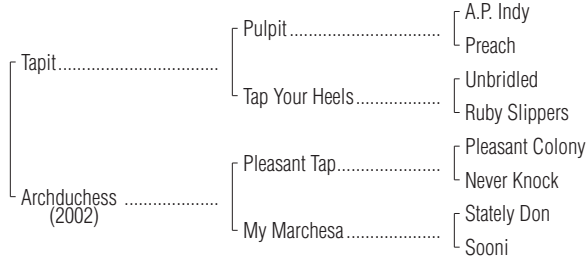 A.P. Indy
Pulpit........................................
Preach
Tapit...........................................
Unbridled
Tap Your Heels....................
Ruby Slippers
Pleasant Colony
Pleasant Tap........................
Never Knock
Archduchess .........................
(2002)
Stately Don
My Marchesa ......................
Sooni